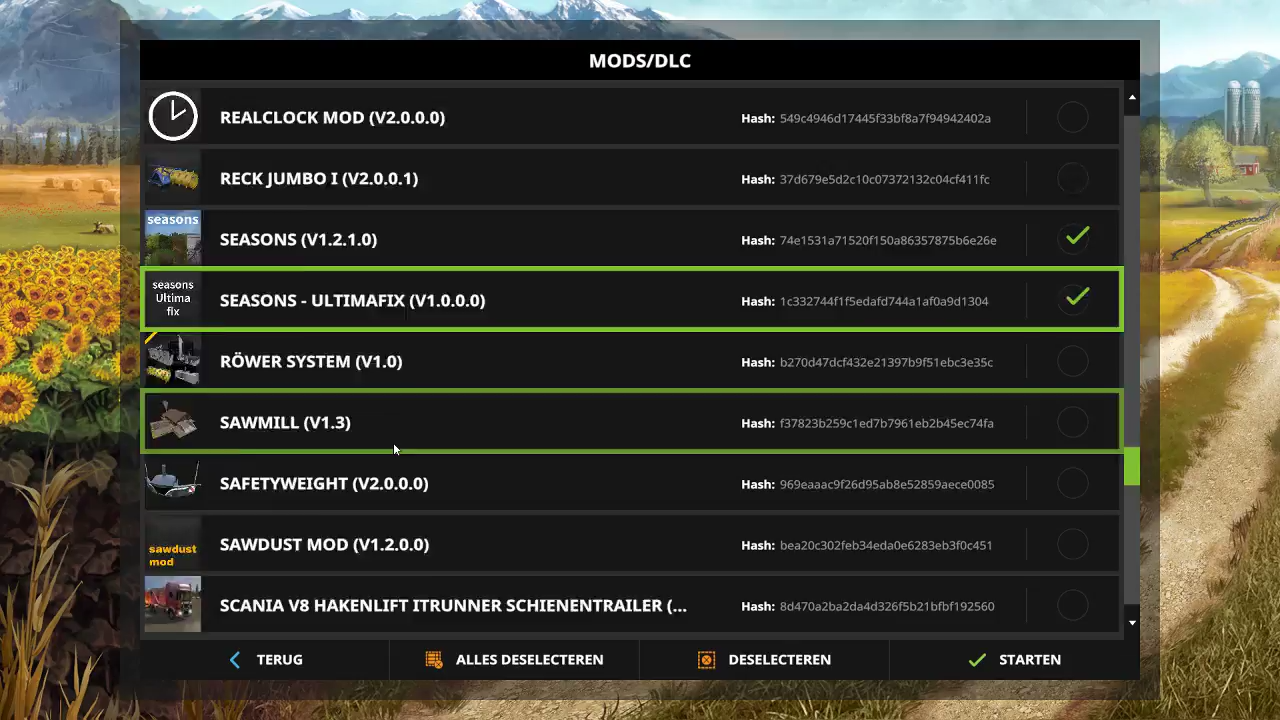 MODS/DLC
REALCLOCK MOD (V2.0.0.0) Hash: 549c4946d17445f33bf8a7f94942402a
RECK JUMBO I (V2.0.0.1) Hash: 37d679e5d2c10c07372132c04cf411fc
seasons
SEASONS (V1.2.1.0) Hash: 74e1531a71520f150a86357875b6e26e
seasons
Ultima
fix
SEASONS - ULTIMAFIX (V1.0.0.0) Hash: 1c332744f1f5edafd744a1af0a9d1304
RÖWER SYSTEM (V1.0) Hash: b270d47dcf432e21397b9f51ebc3e35c
SAWMILL (V1.3) Hash: f37823b259c1ed7b7961eb2b45ec74fa
SAFETYWEIGHT (V2.0.0.0) Hash: 969eaaac9f26d95ab8e52859aece0085
SAWDUST MOD (V1.2.0.0) Hash: bea20c302feb34eda0e6283eb3f0c451
sawdust
mod
SCANIA V8 HAKENLIFT ITRUNNER SCHIENENTRAILER (... Hash: 8d470a2ba2da4d326f5b21bfbf192560
TERUG ALLES DESELECTEREN DESELECTEREN STARTEN